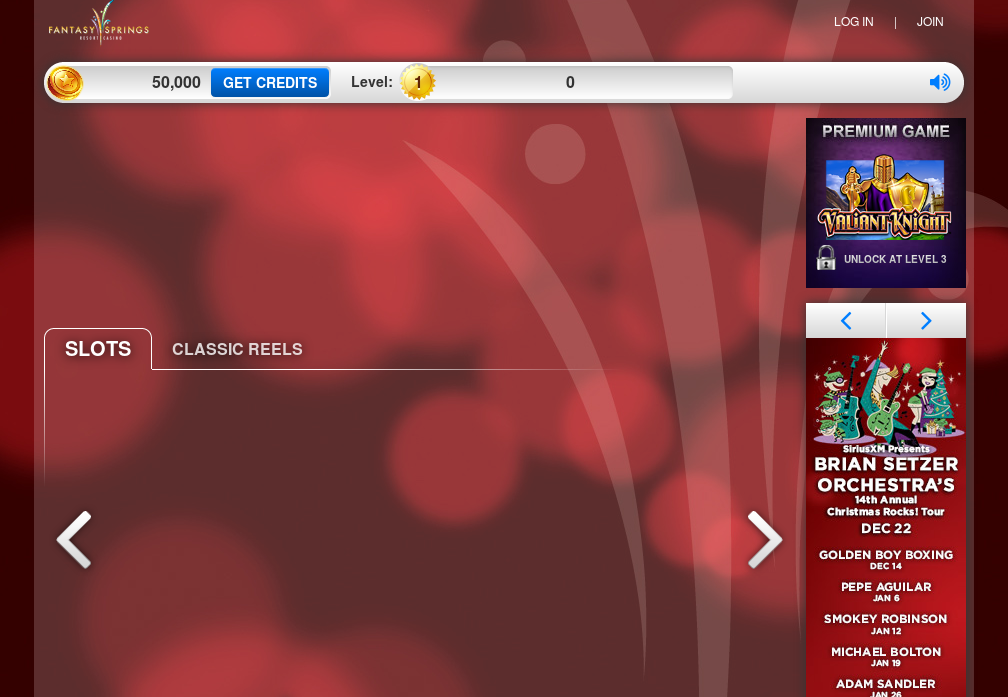 FANTASY SPRINGS
RESORT CASINO
LOG IN | JOIN
50,000 GET CREDITS Level: 1 0
PREMIUM GAME
VALIANT KNIGHT
UNLOCK AT LEVEL 3
SLOTS CLASSIC REELS
SiriusXM Presents
BRIAN SETZER
ORCHESTRA'S
14th Annual
Christmas Rocks! Tour
DEC 22
GOLDEN BOY BOXING
DEC 14
PEPE AGUILAR
JAN 6
SMOKEY ROBINSON
JAN 12
MICHAEL BOLTON
JAN 19
ADAM SANDLER
JAN 26